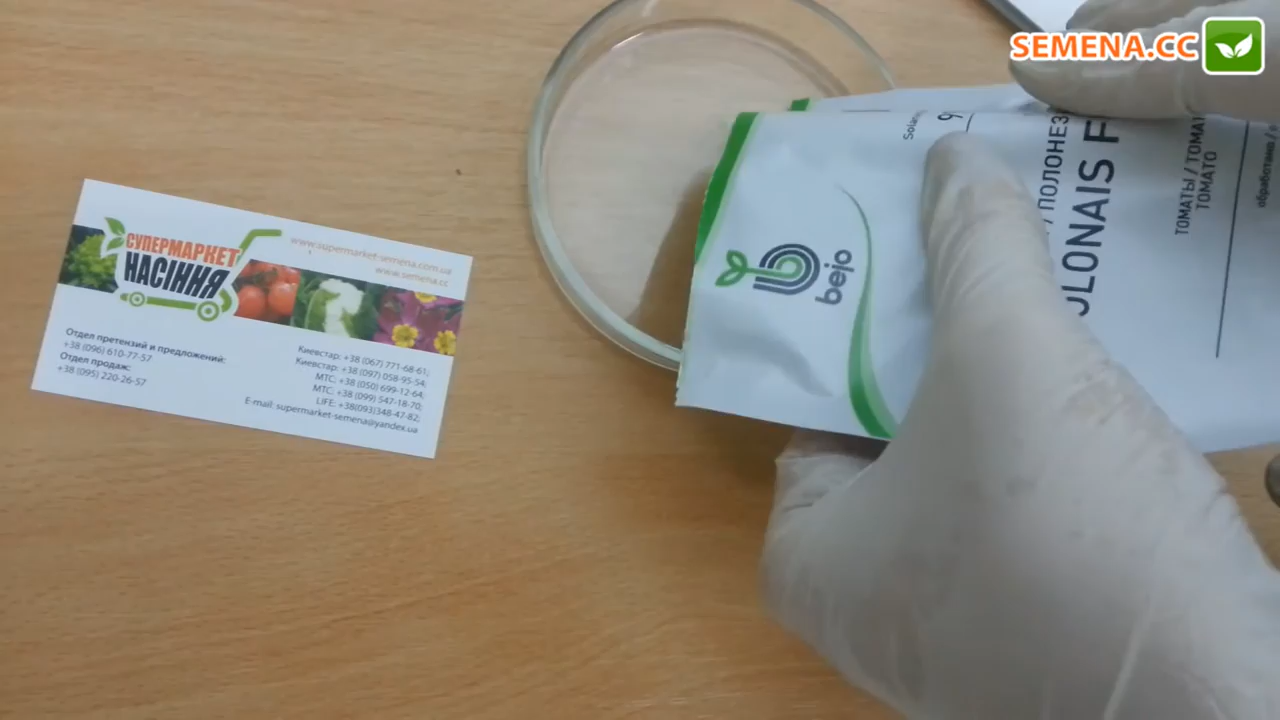 SEMENA.CC
СУПЕРМАРКЕТ
НАСІННЯ
www.supermarket-semena.com.ua
www.semena.cc
Отдел претензий и предложений:
+38 (096) 610-77-57
Отдел продаж:
+38 (095) 220-26-57
Киевстар: +38 (067) 771-68-61;
Киевстар: +38 (097) 058-95-54;
МТС: +38 (050) 699-12-64;
МТС: +38 (099) 547-18-70;
LIFE: +38(093)348-47-82;
E-mail: supermarket-semena@yandex.ua
bejo
ПОЛОНЕЗ
OLONAIS F
ТОМАТЫ / ТОМАТ
TOMATO